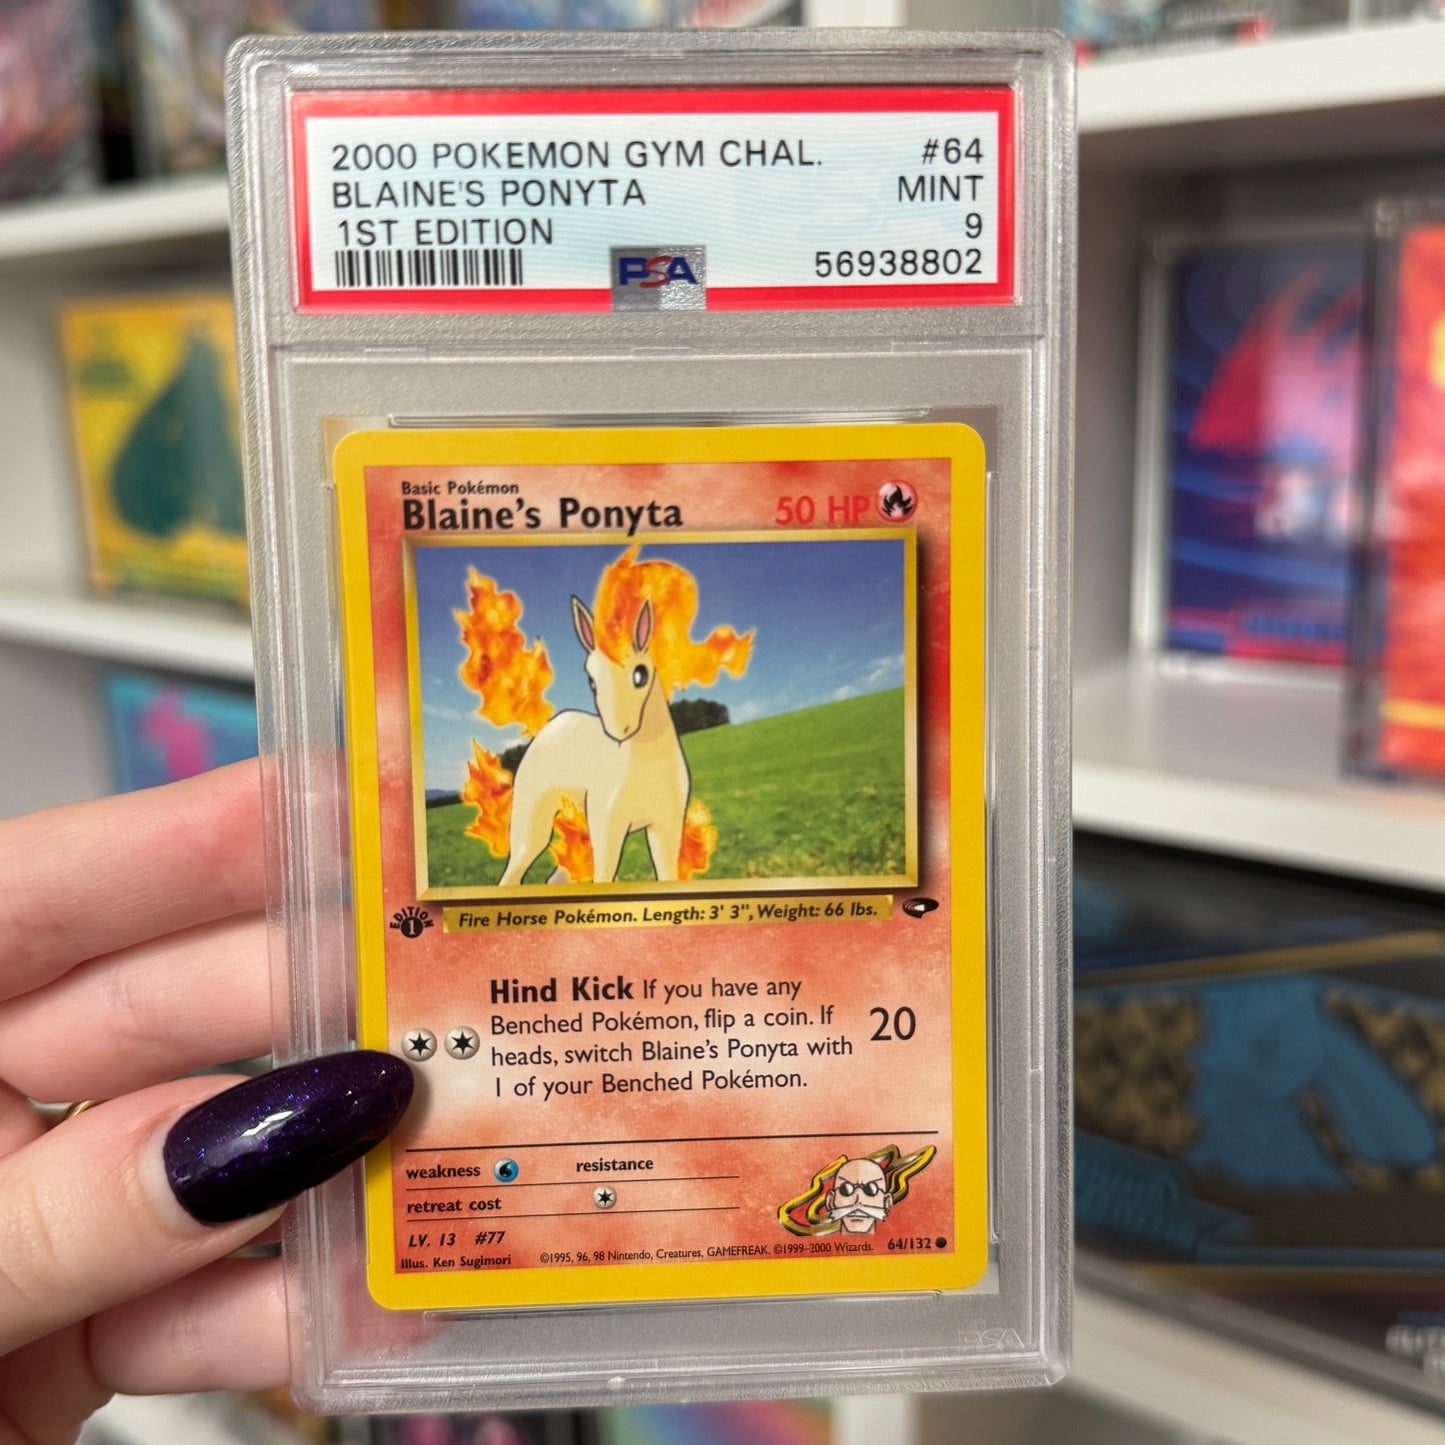 2000 POKEMON GYM CHAL. #64
BLAINE'S PONYTA MINT
1ST EDITION 9
PSA 56938802
Basic Pokémon
Blaine's Ponyta 50 HP
EDITION 1
Fire Horse Pokémon. Length: 3' 3", Weight: 66 lbs.
Hind Kick If you have any
Benched Pokémon, flip a coin. If
heads, switch Blaine's Ponyta with
1 of your Benched Pokémon.
20
weakness resistance
retreat cost
LV. 13 #77
Illus. Ken Sugimori ©1995, 96, 98 Nintendo, Creatures, GAMEFREAK. ©1999-2000 Wizards. 64/132
PSA